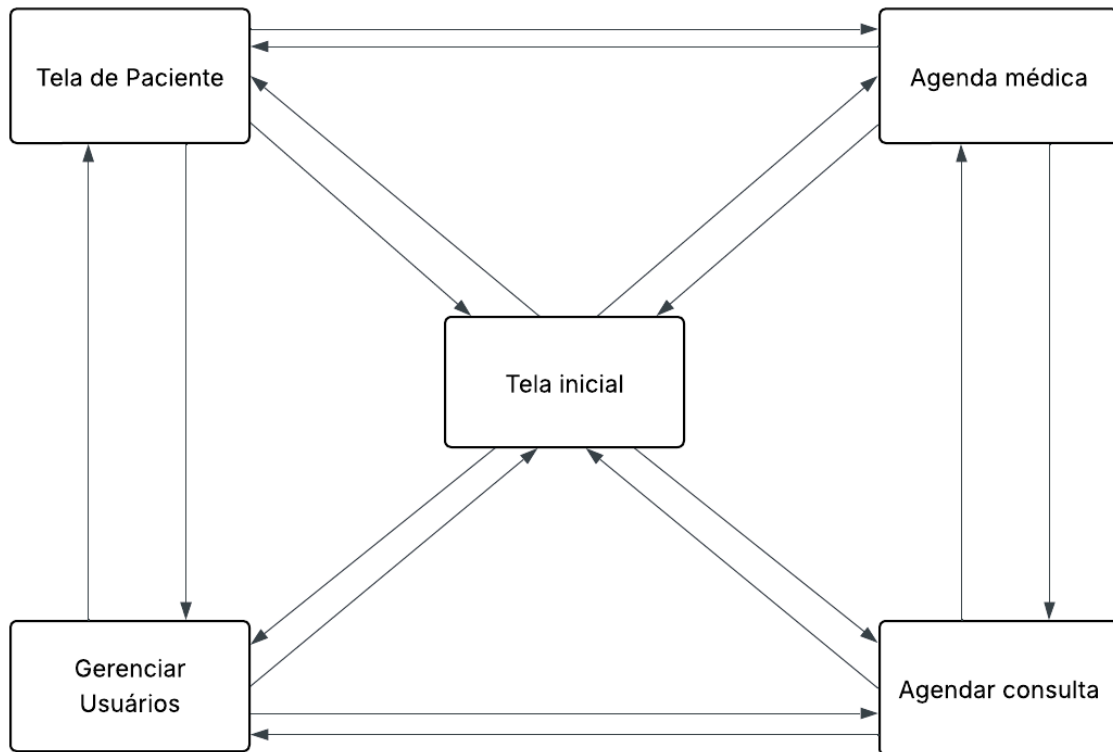 Tela de Paciente
Agenda médica
Tela inicial
Gerenciar
Usuários
Agendar consulta